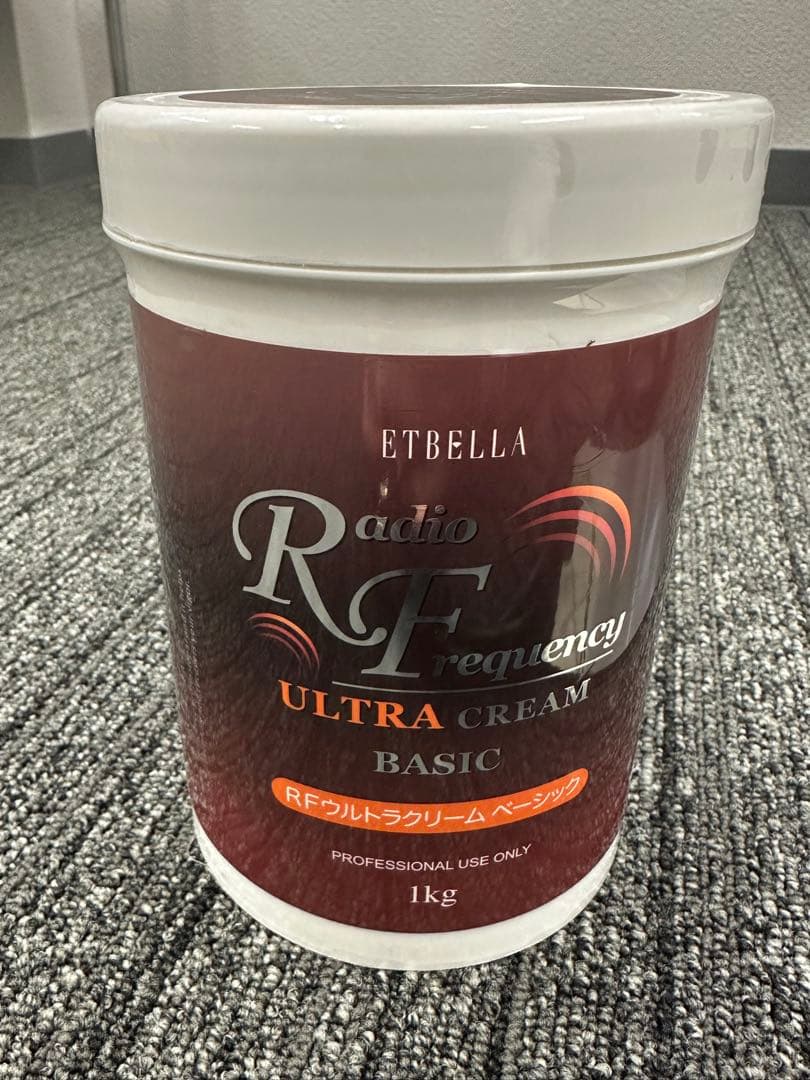 ETBELLA
Radio
Frequency
ULTRA CREAM
BASIC
RFウルトラクリーム ベーシック
PROFESSIONAL USE ONLY
1kg